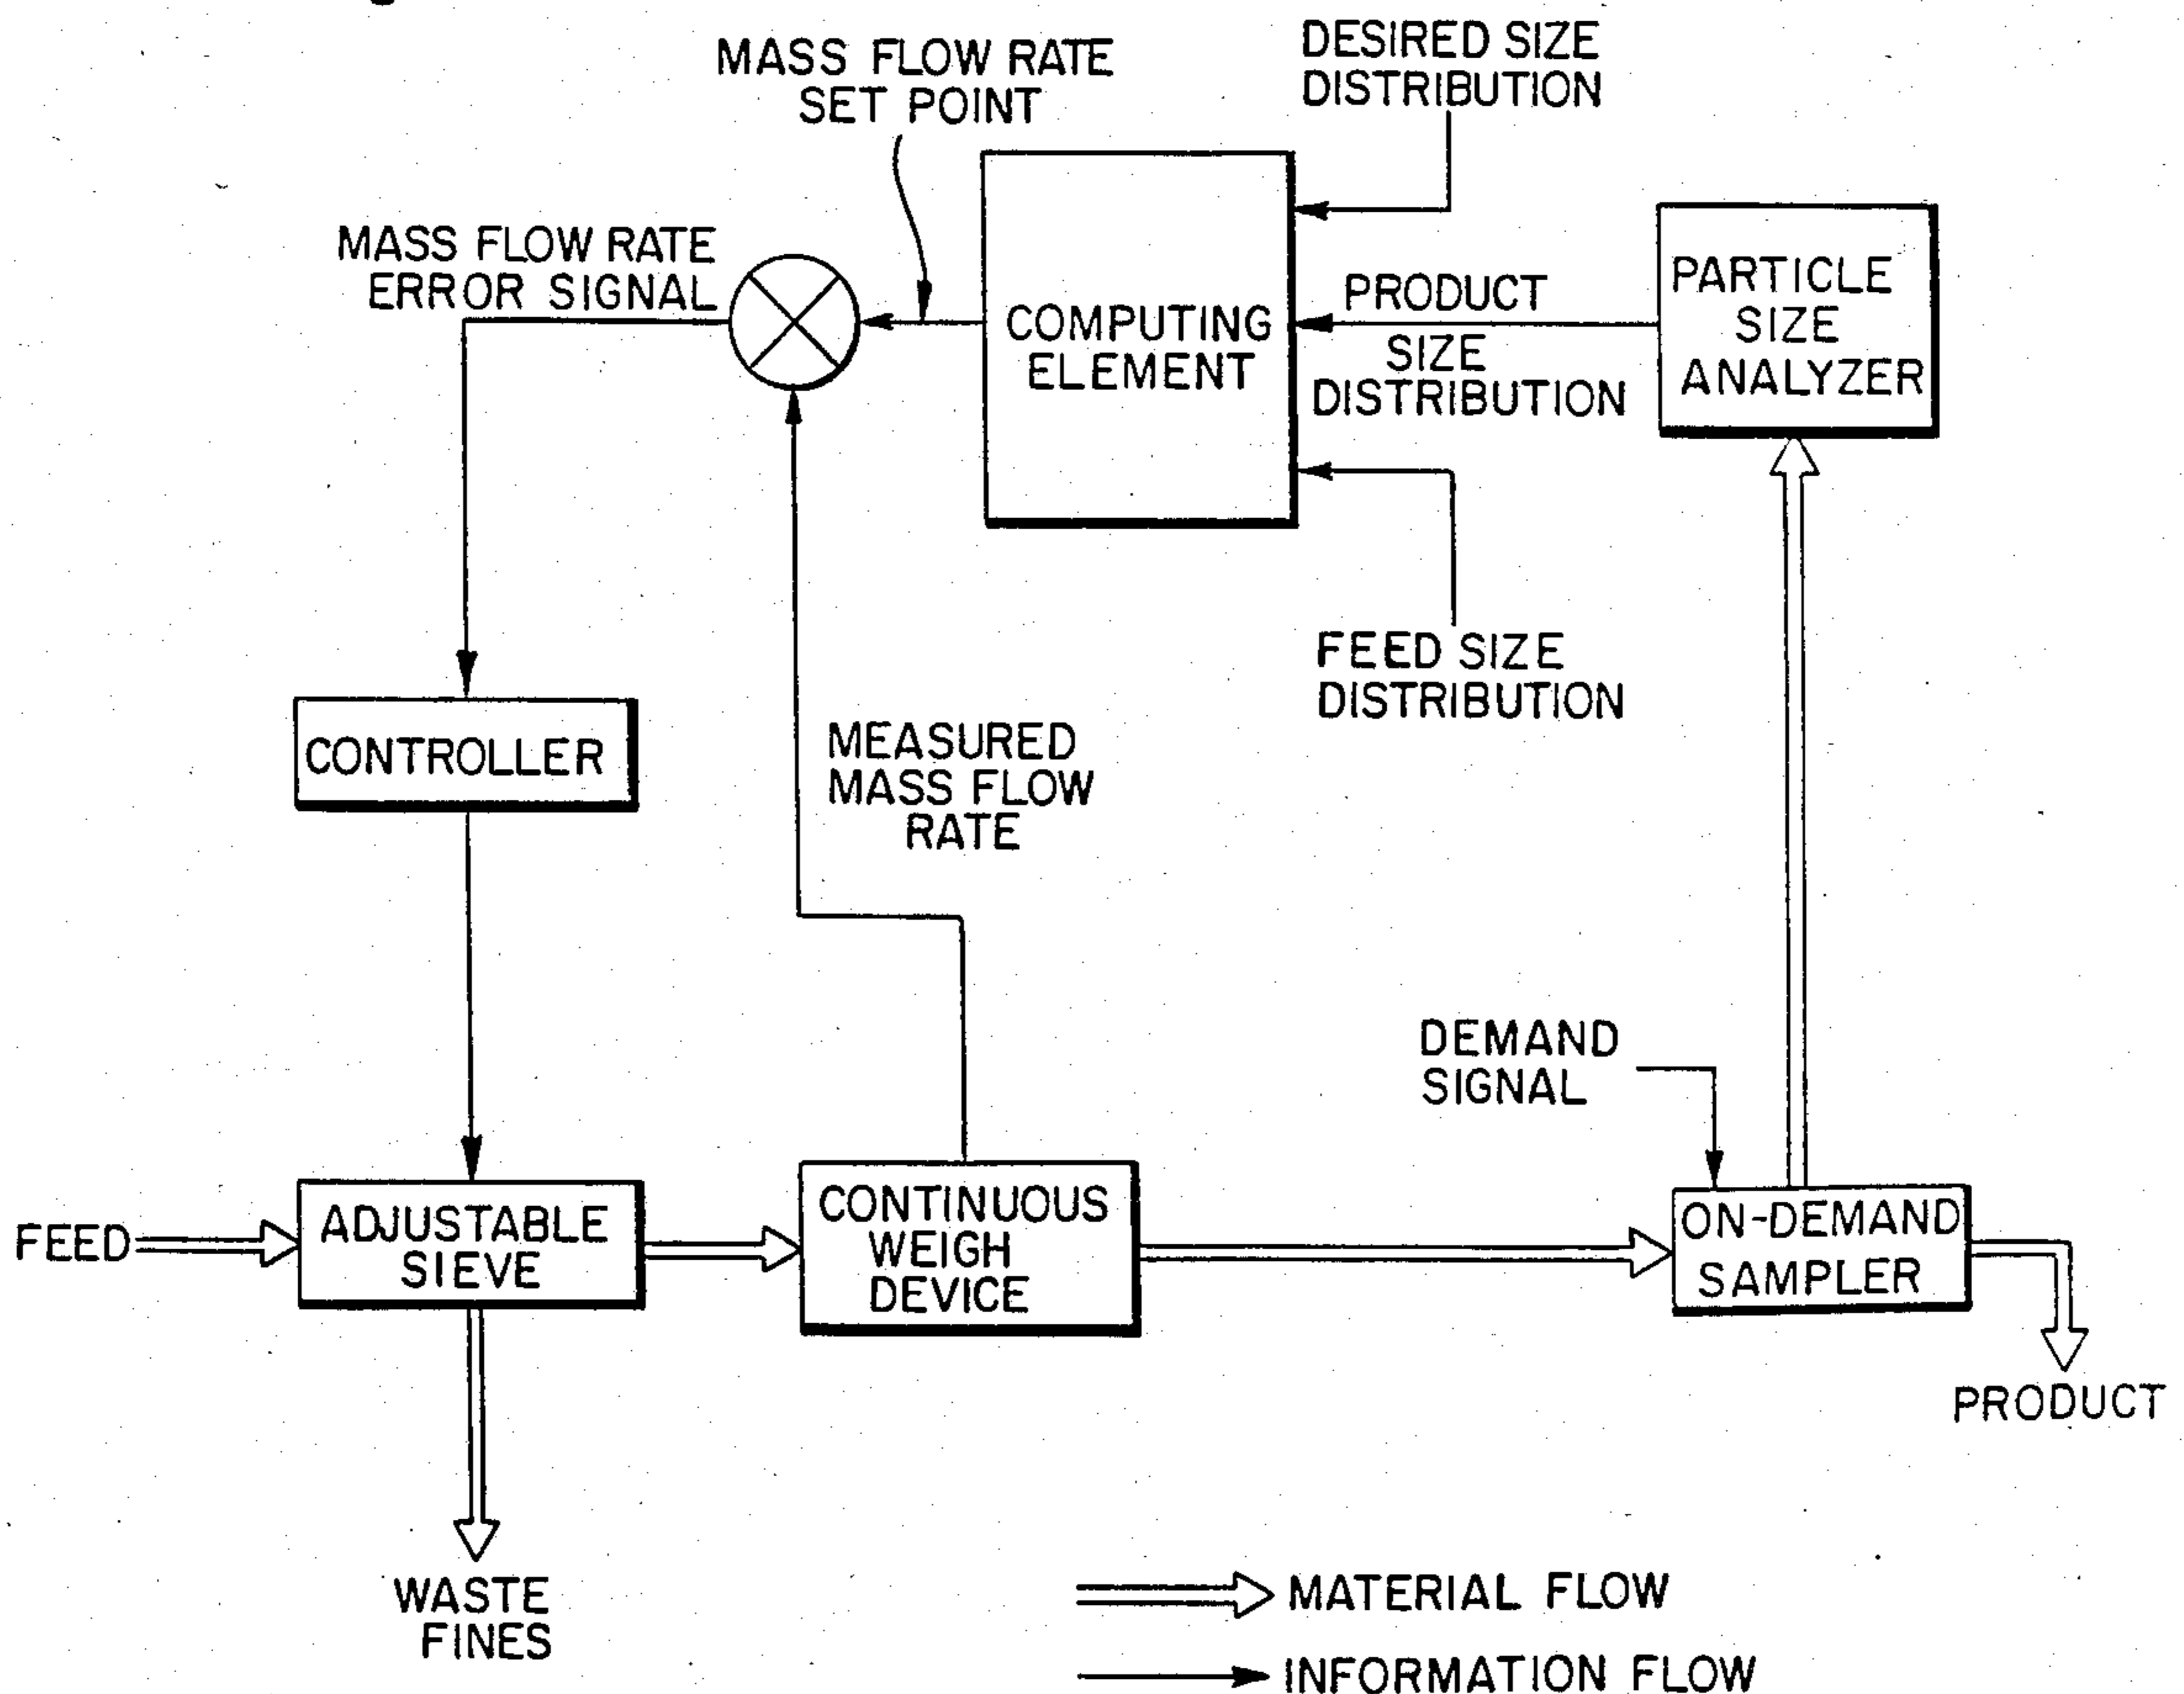 MASS FLOW RATE
SET POINT
DESIRED SIZE
DISTRIBUTION
MASS FLOW RATE
ERROR SIGNAL
COMPUTING
ELEMENT
PRODUCT
SIZE
DISTRIBUTION
PARTICLE
SIZE
ANALYZER
FEED SIZE
DISTRIBUTION
CONTROLLER
MEASURED
MASS FLOW
RATE
DEMAND
SIGNAL
FEED
ADJUSTABLE
SIEVE
CONTINUOUS
WEIGH
DEVICE
ON-DEMAND
SAMPLER
PRODUCT
WASTE
FINES
MATERIAL FLOW
INFORMATION FLOW